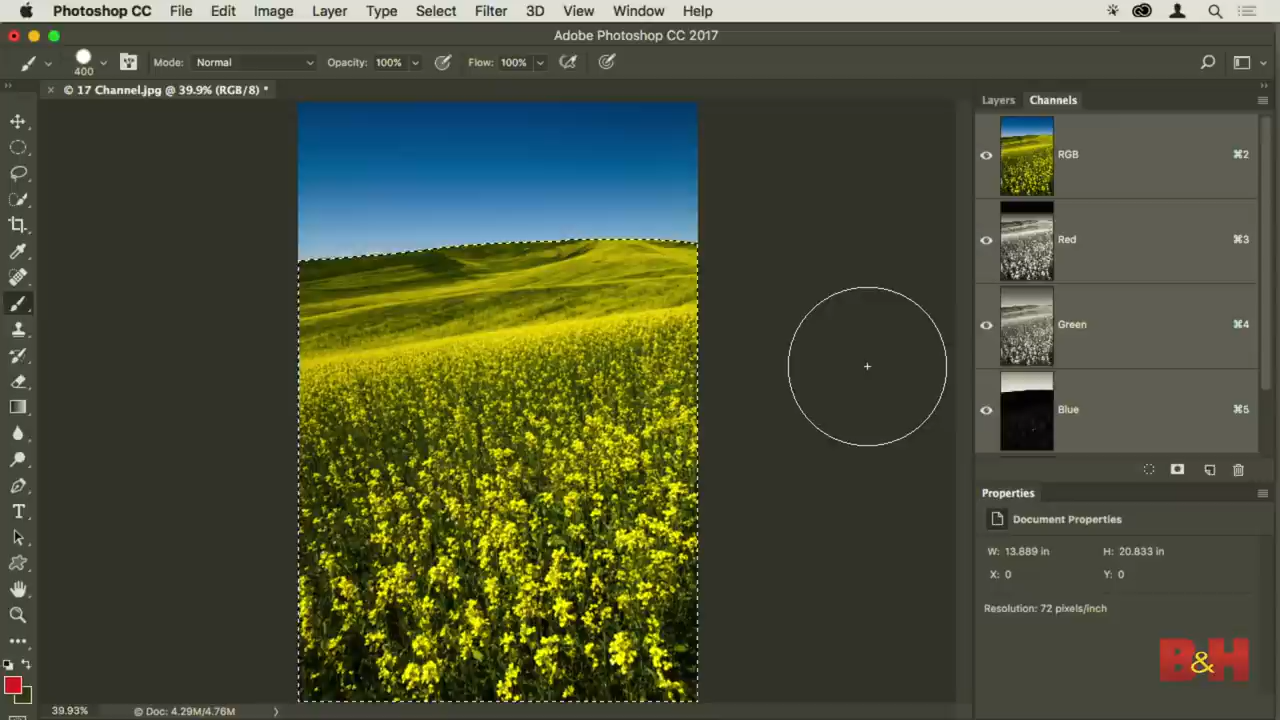 Photoshop CC File Edit Image Layer Type Select Filter 3D View Window Help
Adobe Photoshop CC 2017
400 Mode: Normal Opacity: 100% Flow: 100%
© 17 Channel.jpg @ 39.9% (RGB/8) *
Layers Channels
RGB ⌘2
Red ⌘3
Green ⌘4
Blue ⌘5
Properties
Document Properties
W: 13.889 in H: 20.833 in
X: 0 Y: 0
Resolution: 72 pixels/inch
B&H
39.93% Doc: 4.29M/4.76M